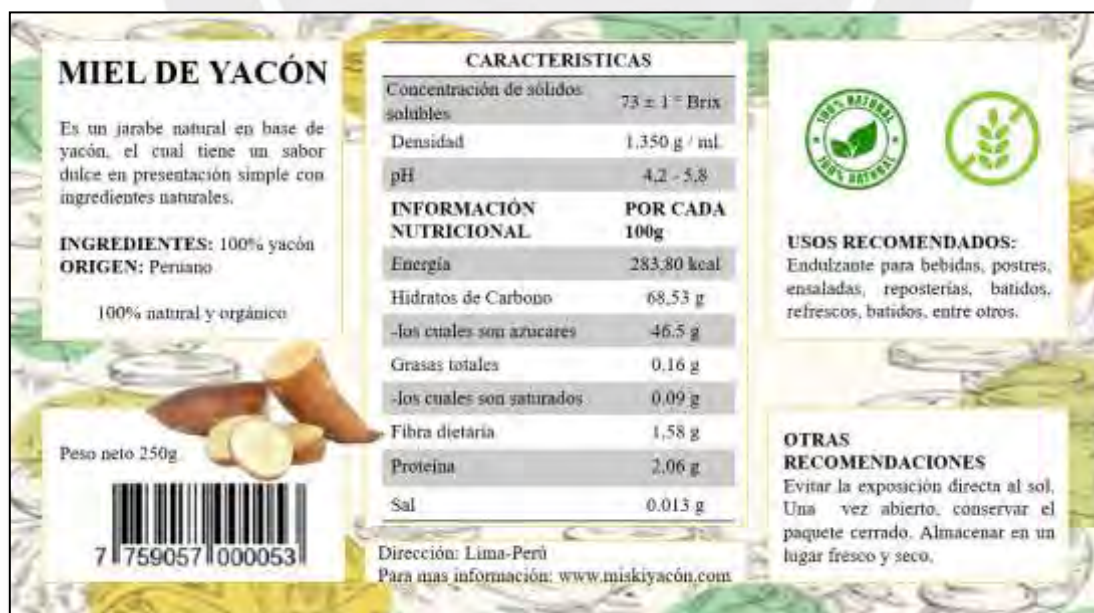 MIEL DE YACÓN
Es un jarabe natural en base de
yacón, el cual tiene un sabor
dulce en presentación simple con
ingredientes naturales.
INGREDIENTES: 100% yacón
ORIGEN: Peruano
100% natural y orgánico
Peso neto 250g
7 759057 000053
CARACTERISTICAS
Concentración de sólidos
solubles
73 ± 1 ° Brix
Densidad 1.350 g / ml
pH 4,2 - 5,8
INFORMACIÓN
NUTRICIONAL
POR CADA
100g
Energía 283,80 kcal
Hidratos de Carbono 68,53 g
-los cuales son azucares 46.5 g
Grasas totales 0.16 g
-los cuales son saturados 0.09 g
Fibra dietaria 1,58 g
Proteína 2,06 g
Sal 0.013 g
Dirección: Lima-Perú
Para mas información: www.miskiyacón.com
100% NATURAL
100% NATURAL
USOS RECOMENDADOS:
Endulzante para bebidas, postres,
ensaladas, reposterías, batidos,
refrescos, batidos, entre otros.
OTRAS
RECOMENDACIONES
Evitar la exposición directa al sol.
Una vez abierto, conservar el
paquete cerrado. Almacenar en un
lugar fresco y seco.